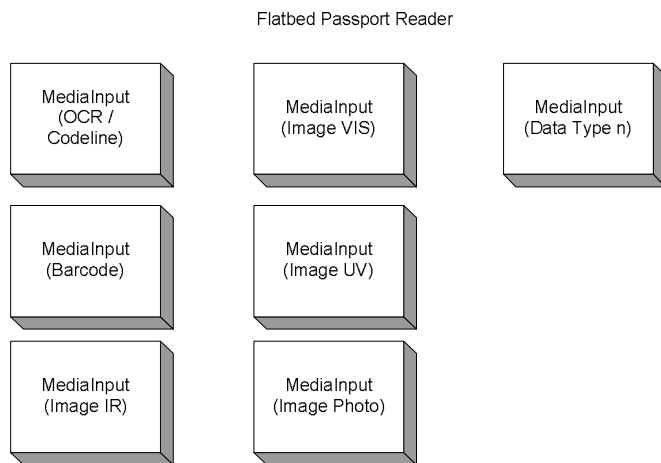 Flatbed Passport Reader
MediaInput
(OCR /
Codeline)
MediaInput
(Image VIS)
MediaInput
(Data Type n)
MediaInput
(Barcode)
MediaInput
(Image UV)
MediaInput
(Image IR)
MediaInput
(Image Photo)